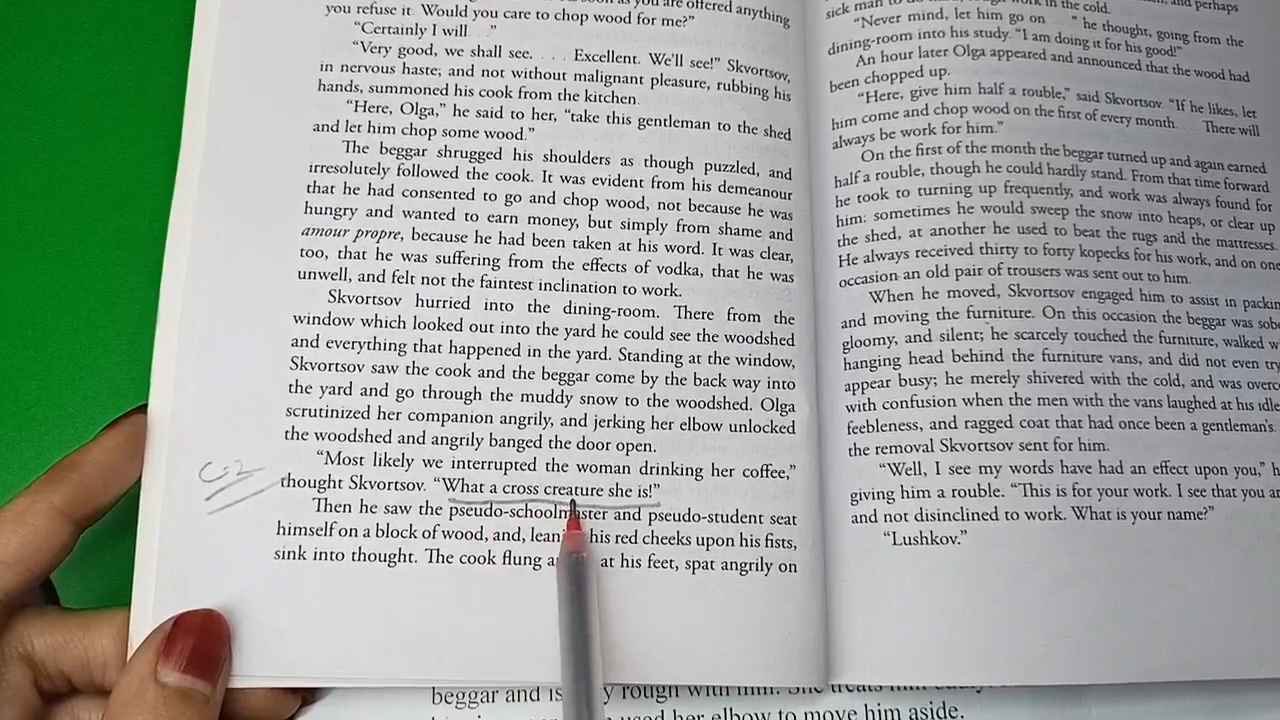 you are offered anything
you refuse it. Would you care to chop wood for me?"
"Certainly I will . . ."
"Very good, we shall see. . . . Excellent. We'll see!" Skvortsov,
in nervous haste; and not without malignant pleasure, rubbing his
hands, summoned his cook from the kitchen.
"Here, Olga," he said to her, "take this gentleman to the shed
and let him chop some wood."
The beggar shrugged his shoulders as though puzzled, and
irresolutely followed the cook. It was evident from his demeanour
that he had consented to go and chop wood, not because he was
hungry and wanted to earn money, but simply from shame and
amour propre, because he had been taken at his word. It was clear,
too, that he was suffering from the effects of vodka, that he was
unwell, and felt not the faintest inclination to work.
Skvortsov hurried into the dining-room. There from the
window which looked out into the yard he could see the woodshed
and everything that happened in the yard. Standing at the window,
Skvortsov saw the cook and the beggar come by the back way into
the yard and go through the muddy snow to the woodshed. Olga
scrutinized her companion angrily, and jerking her elbow unlocked
the woodshed and angrily banged the door open.
"Most likely we interrupted the woman drinking her coffee,"
thought Skvortsov. "What a cross creature she is!"
Then he saw the pseudo-schoolmaster and pseudo-student seat
himself on a block of wood, and, his red cheeks upon his fists,
sink into thought. The cook flung at his feet, spat angrily on
and perhaps
sick man to work in the cold.
"Never mind, let him go on . . ." he thought, going from the
dining-room into his study. "I am doing it for his good!"
An hour later Olga appeared and announced that the wood had
been chopped up.
"Here, give him half a rouble," said Skvortsov. "If he likes, let
him come and chop wood on the first of every month. . . . There will
always be work for him."
On the first of the month the beggar turned up and again earned
half a rouble, though he could hardly stand. From that time forward
he took to turning up frequently, and work was always found for
him: sometimes he would sweep the snow into heaps, or clear up
the shed, at another he used to beat the rugs and the mattresses.
He always received thirty to forty kopecks for his work, and on one
occasion an old pair of trousers was sent out to him.
When he moved, Skvortsov engaged him to assist in packin
and moving the furniture. On this occasion the beggar was sob
gloomy, and silent; he scarcely touched the furniture, walked w
hanging head behind the furniture vans, and did not even try
appear busy; he merely shivered with the cold, and was overc
with confusion when the men with the vans laughed at his idle
feebleness, and ragged coat that had once been a gentleman's.
the removal Skvortsov sent for him.
"Well, I see my words have had an effect upon you," h
giving him a rouble. "This is for your work. I see that you a
and not disinclined to work. What is your name?"
"Lushkov."
beggar and is rough with him. She treats him
used her elbow to move him aside.